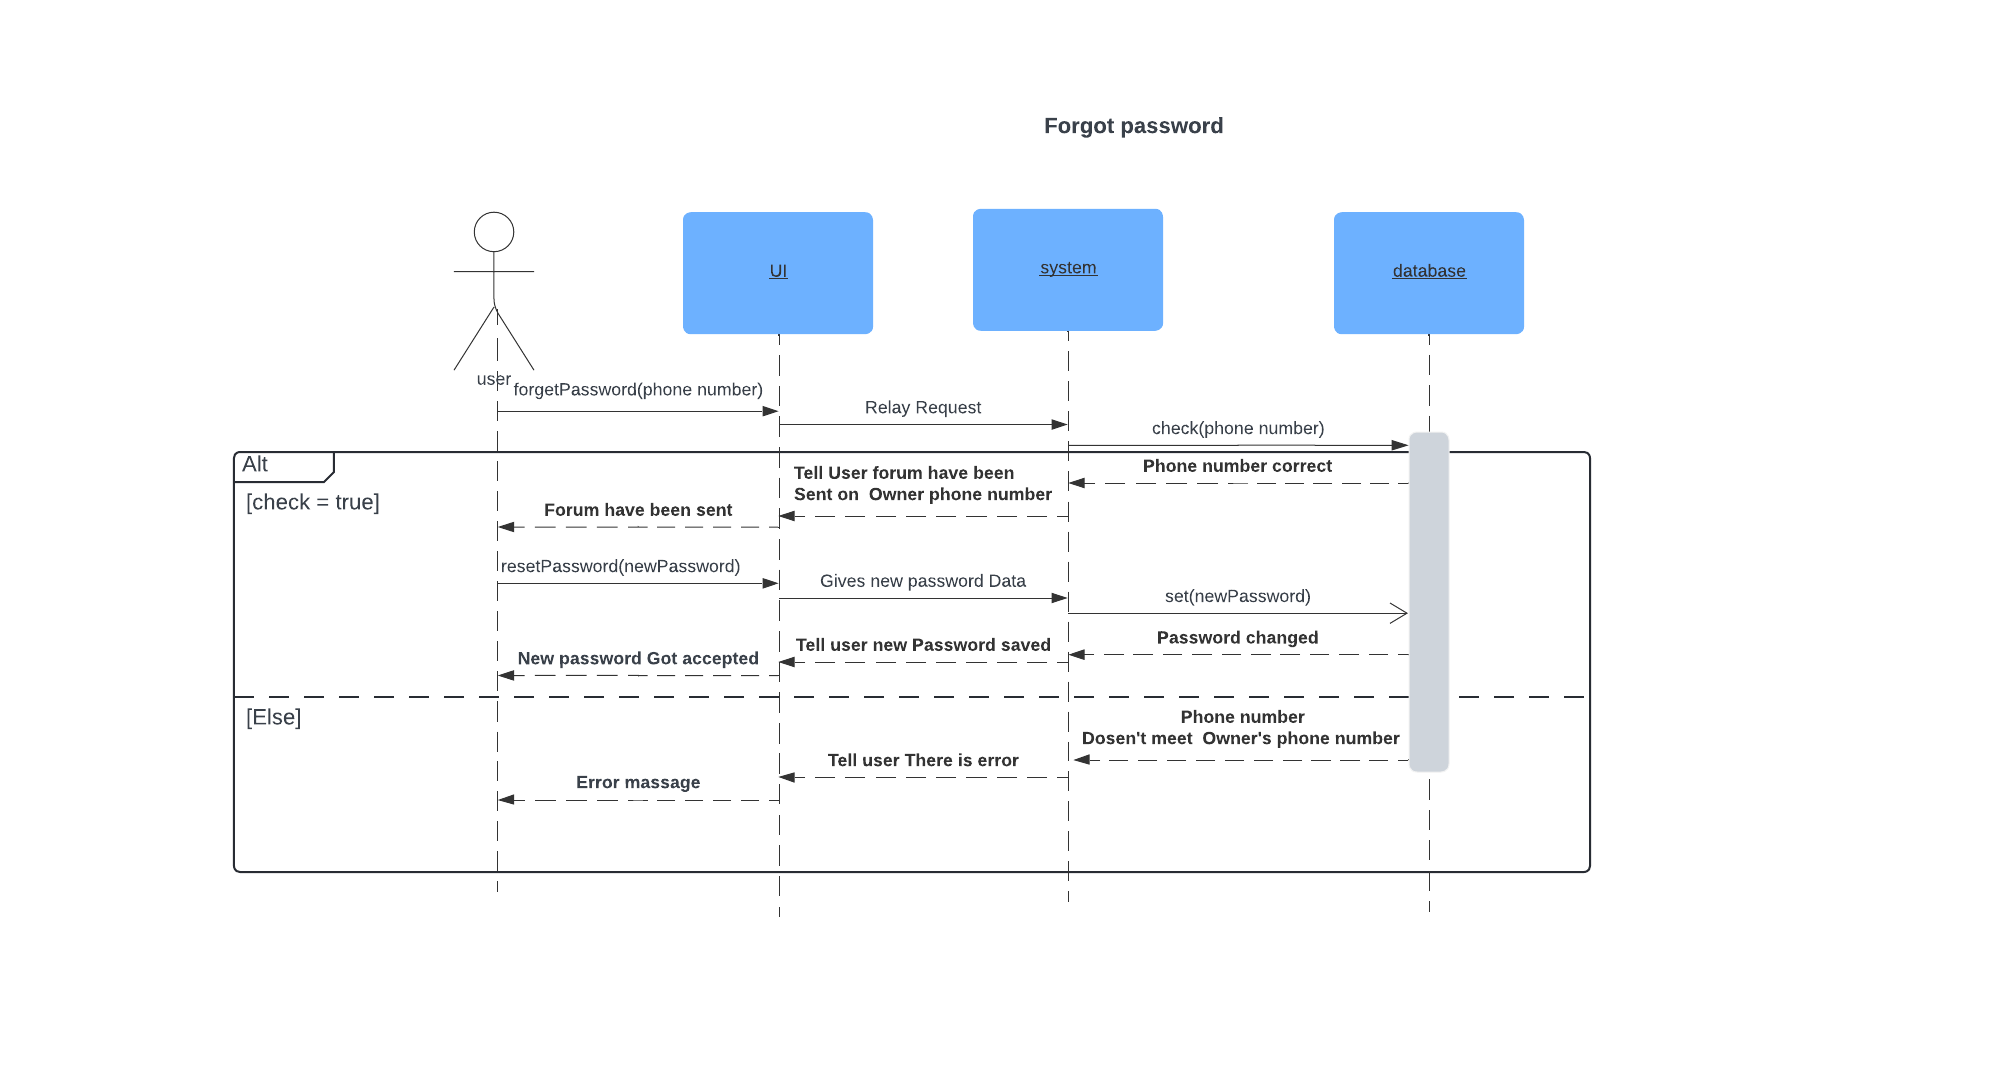 Forgot password
UI
system
database
user
forgetPassword(phone number)
Relay Request
check(phone number)
Alt
[check = true]
Phone number correct
Tell User forum have been
Sent on  Owner phone number
Forum have been sent
resetPassword(newPassword)
Gives new password Data
set(newPassword)
Password changed
Tell user new Password saved
New password Got accepted
[Else]
Phone number
Dosen't meet  Owner's phone number
Tell user There is error
Error massage